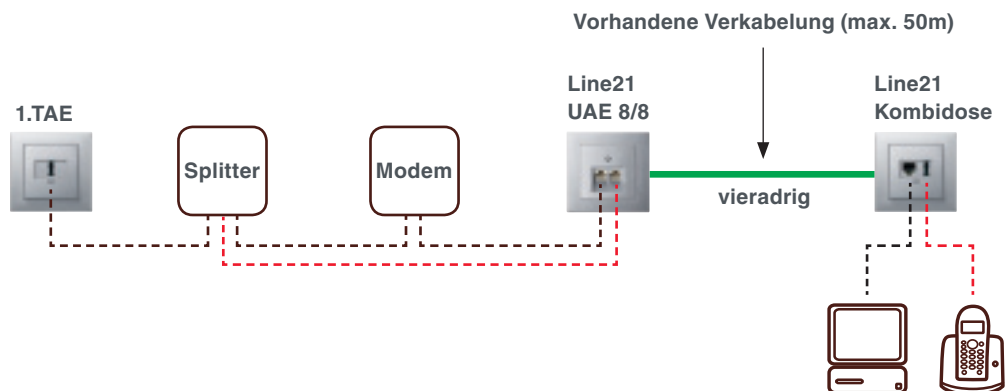 Vorhandene Verkabelung (max. 50m)
1.TAE
Splitter
Modem
Line21
UAE 8/8
vieradrig
Line21
Kombidose